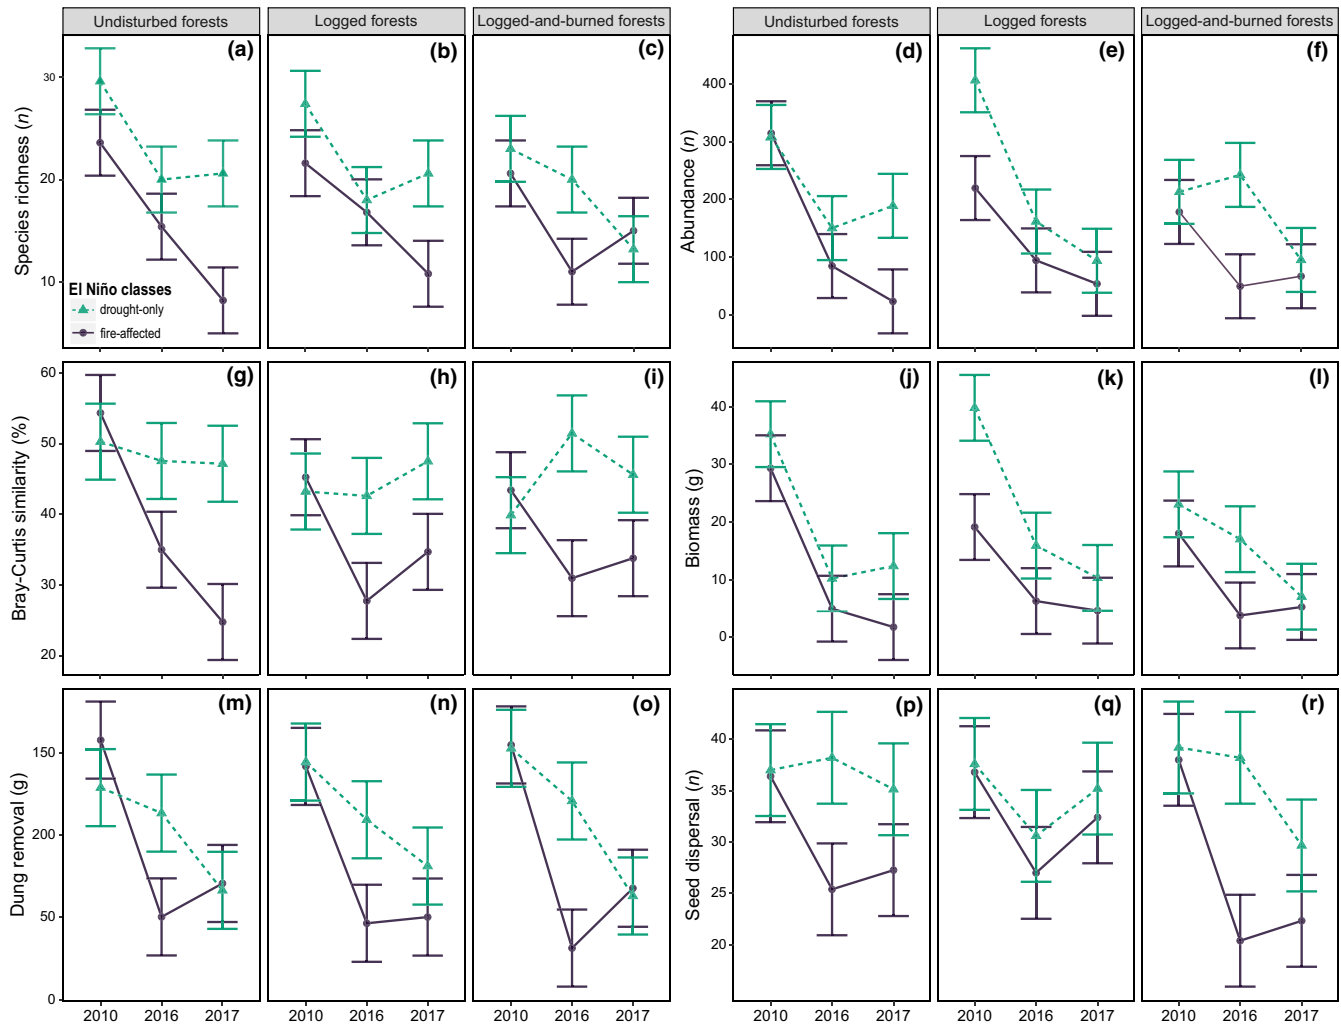 Undisturbed forests
Logged forests
Logged-and-burned forests
Undisturbed forests
Logged forests
Logged-and-burned forests
Species richness (n)
30
20
10
(a)
(b)
(c)
El Niño classes
drought-only
fire-affected
Abundance (n)
400
300
200
100
0
(d)
(e)
(f)
Bray-Curtis similarity (%)
60
50
40
30
20
(g)
(h)
(i)
Biomass (g)
40
30
20
10
0
(j)
(k)
(l)
Dung removal (g)
150
200
50
0
(m)
(n)
(o)
2010 2016 2017
2010 2016 2017
2010 2016 2017
Seed dispersal (n)
40
35
30
25
20
(p)
(q)
(r)
2010 2016 2017
2010 2016 2017
2010 2016 2017